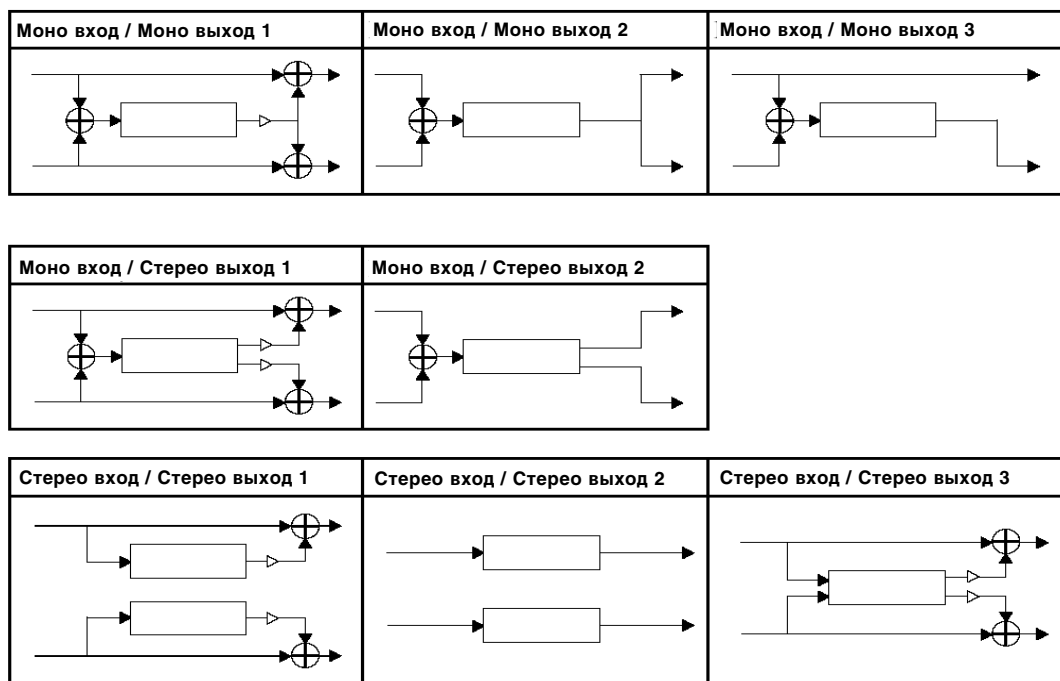 Моно вход / Моно выход 1
Моно вход / Моно выход 2
Моно вход / Моно выход 3
Моно вход / Стерео выход 1
Моно вход / Стерео выход 2
Стерео вход / Стерео выход 1
Стерео вход / Стерео выход 2
Стерео вход / Стерео выход 3